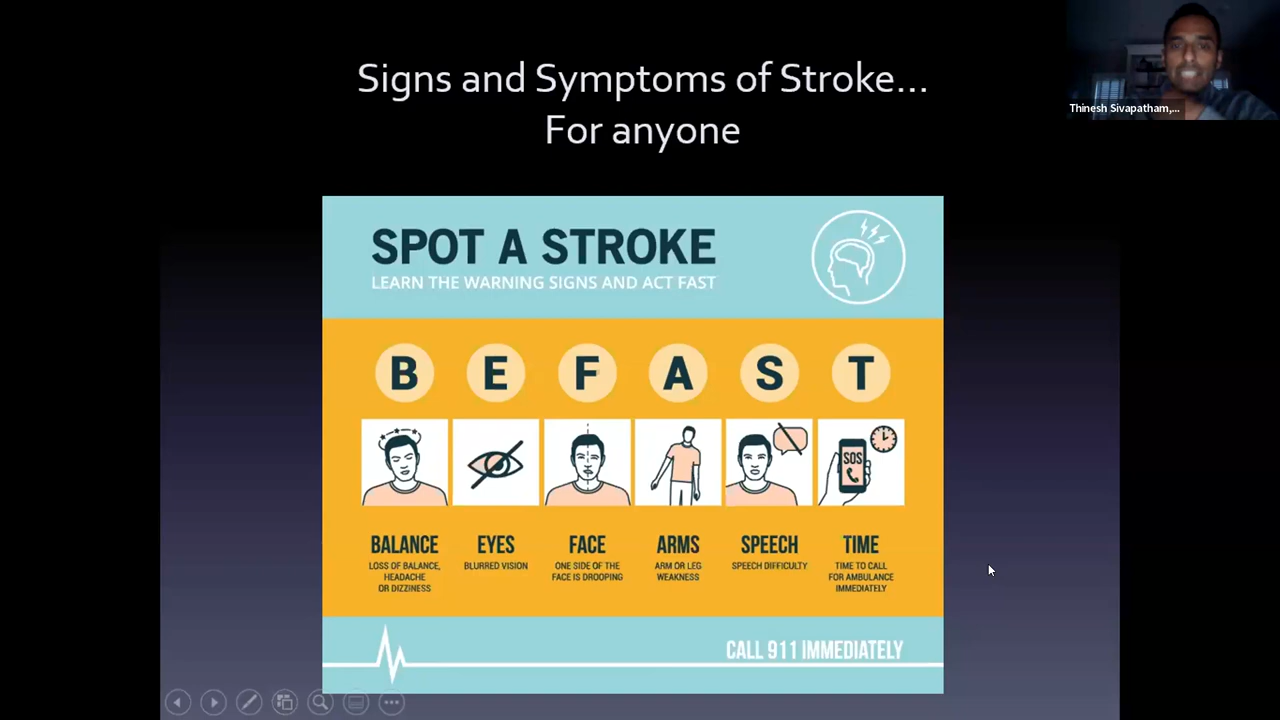 Signs and Symptoms of Stroke...
For anyone
Thinesh Sivapatham,...
SPOT A STROKE
LEARN THE WARNING SIGNS AND ACT FAST
B E F A S T
SOS
BALANCE
LOSS OF BALANCE,
HEADACHE
OR DIZZINESS
EYES
BLURRED VISION
FACE
ONE SIDE OF THE
FACE IS DROOPING
ARMS
ARM OR LEG
WEAKNESS
SPEECH
SPEECH DIFFICULTY
TIME
TIME TO CALL
FOR AMBULANCE
IMMEDIATELY
CALL 911 IMMEDIATELY